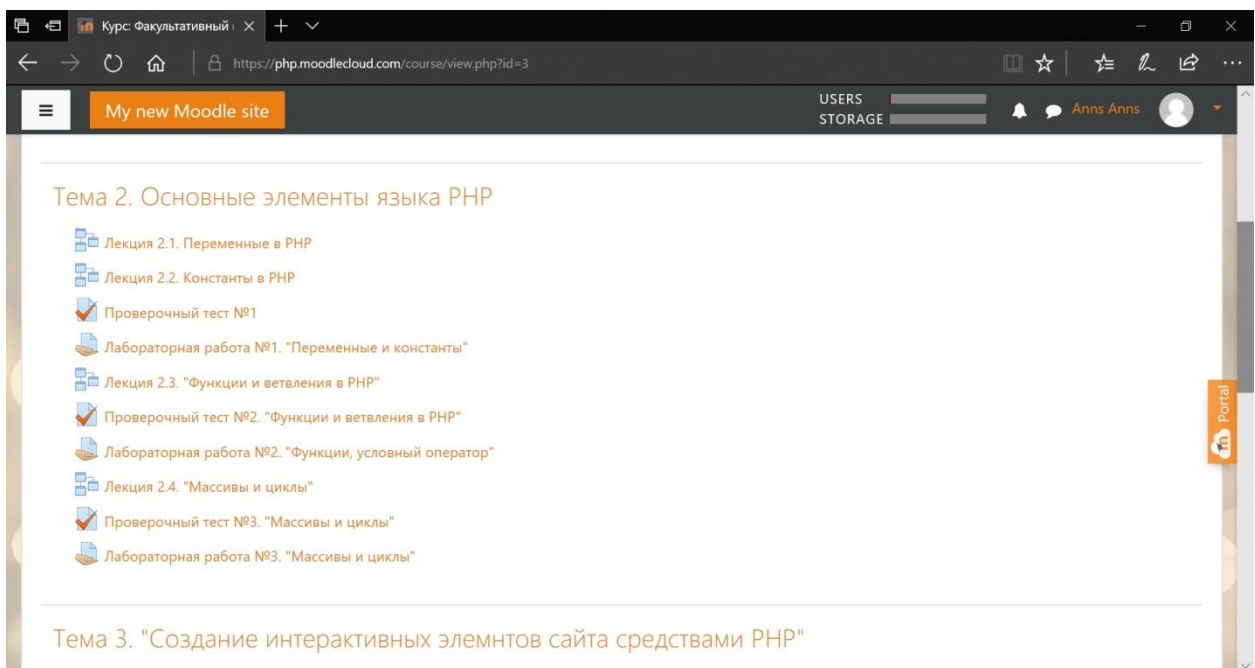 Курс: Факультативный
https://php.moodlecloud.com/course/view.php?id=3
My new Moodle site
USERS
STORAGE
Anns Anns
Тема 2. Основные элементы языка PHP
Лекция 2.1. Переменные в PHP
Лекция 2.2. Константы в PHP
Проверочный тест №1
Лабораторная работа №1. "Переменные и константы"
Лекция 2.3. "Функции и ветвления в PHP"
Проверочный тест №2. "Функции и ветвления в PHP"
Лабораторная работа №2. "Функции, условный оператор"
Лекция 2.4. "Массивы и циклы"
Проверочный тест №3. "Массивы и циклы"
Лабораторная работа №3. "Массивы и циклы"
Portal
Тема 3. "Создание интерактивных элемнтов сайта средствами PHP"